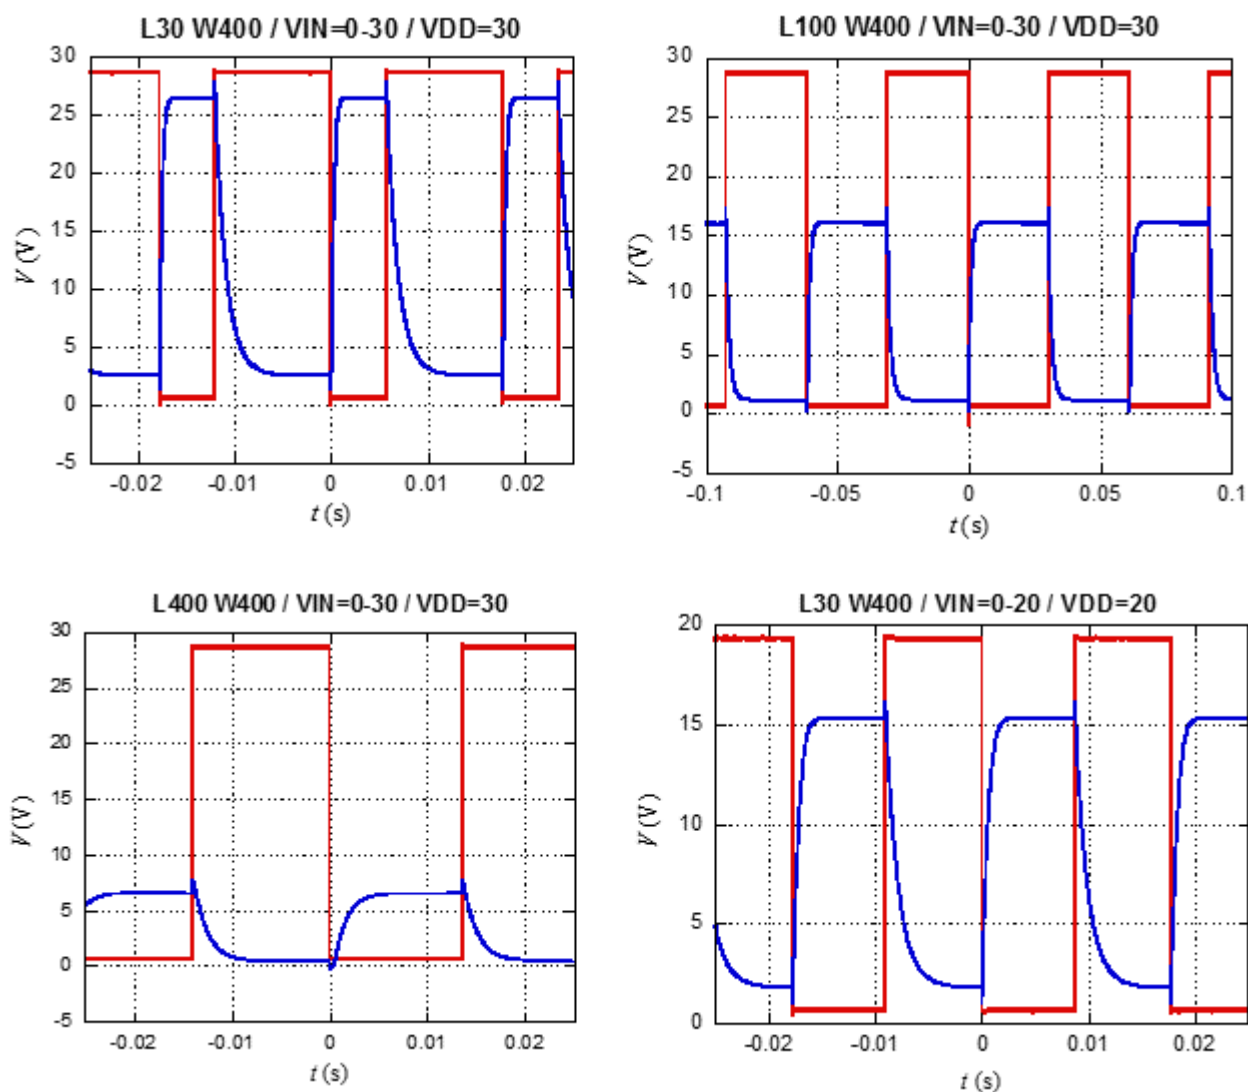 L30 W400 / VIN=0-30 / VDD=30
30
25
20
15
10
5
0
-5
V (V)
-0.02 -0.01 0 0.01 0.02
t (s)
L100 W400 / VIN=0-30 / VDD=30
30
25
20
15
10
5
0
-5
V (V)
-0.1 -0.05 0 0.05 0.1
t (s)
L400 W400 / VIN=0-30 / VDD=30
30
25
20
15
10
5
0
-5
V (V)
-0.02 -0.01 0 0.01 0.02
t (s)
L30 W400 / VIN=0-20 / VDD=20
20
15
10
5
0
V (V)
-0.02 -0.01 0 0.01 0.02
t (s)